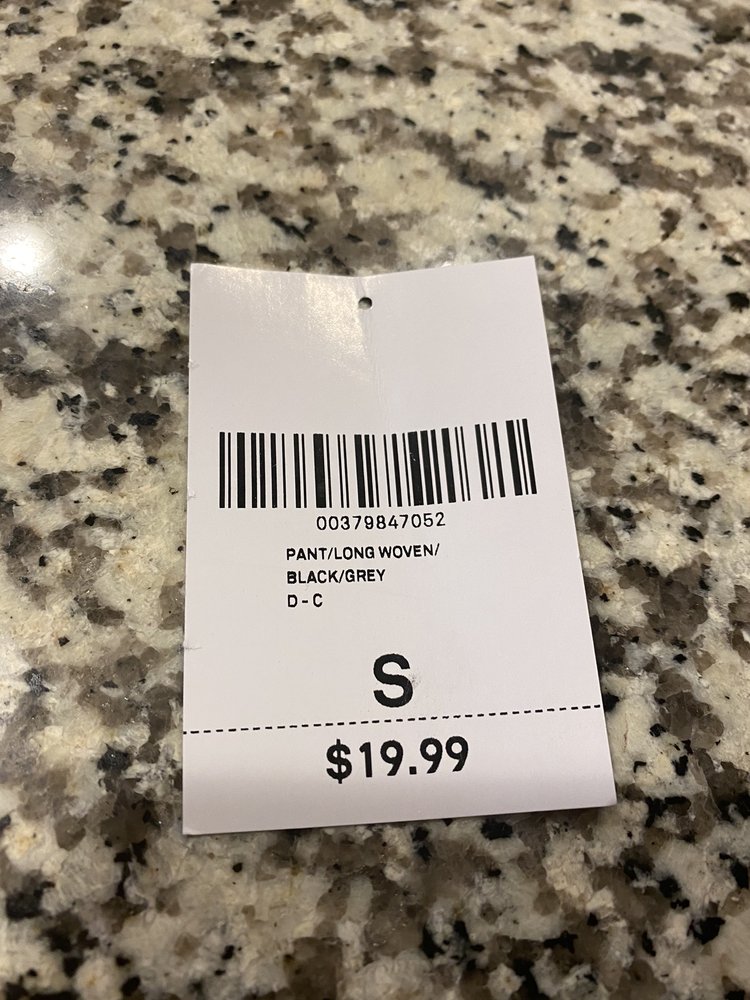 00379847052
PANT/LONG WOVEN/
BLACK/GREY
D-C
S
$19.99